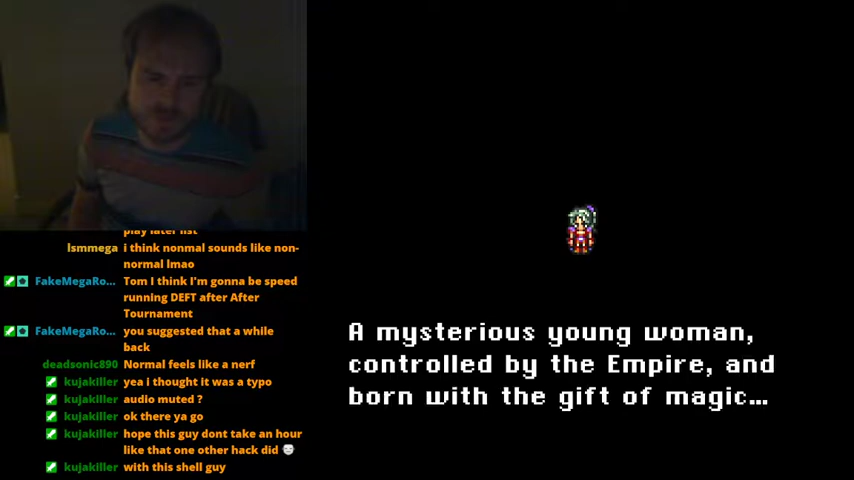 play later list
lsmmega i think nonmal sounds like non-
normal lmao
FakeMegaRo... Tom I think I'm gonna be speed
running DEFT after After
Tournament
FakeMegaRo... you suggested that a while
back
deadsonic890 Normal feels like a nerf
kujakiller yea i thought it was a typo
kujakiller audio muted ?
kujakiller ok there ya go
kujakiller hope this guy dont take an hour
like that one other hack did
kujakiller with this shell guy
A mysterious young woman,
controlled by the Empire, and
born with the gift of magic...